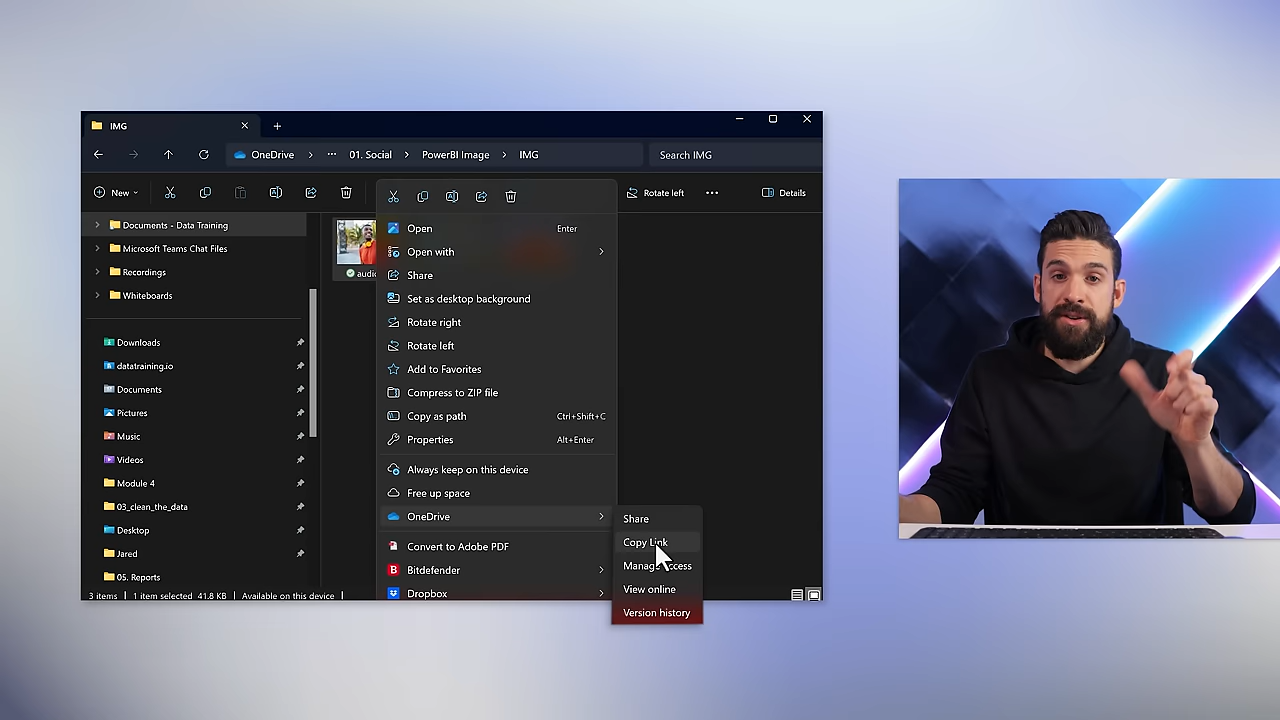 IMG
OneDrive
01. Social
PowerBI Image
IMG
Search IMG
New
Rotate left
Details
Documents - Data Training
Microsoft Teams Chat Files
Recordings
Whiteboards
Downloads
datatraining.io
Documents
Pictures
Music
Videos
Module 4
03_clean_the_data
Desktop
Jared
05. Reports
3 items
1 item selected 41.8 KB
Available on this device
Open Enter
Open with
Share
Set as desktop background
Rotate right
Rotate left
Add to Favorites
Compress to ZIP file
Copy as path Ctrl+Shift+C
Properties Alt+Enter
Always keep on this device
Free up space
OneDrive
Convert to Adobe PDF
Bitdefender
Dropbox
Share
Copy Link
Manage access
View online
Version history